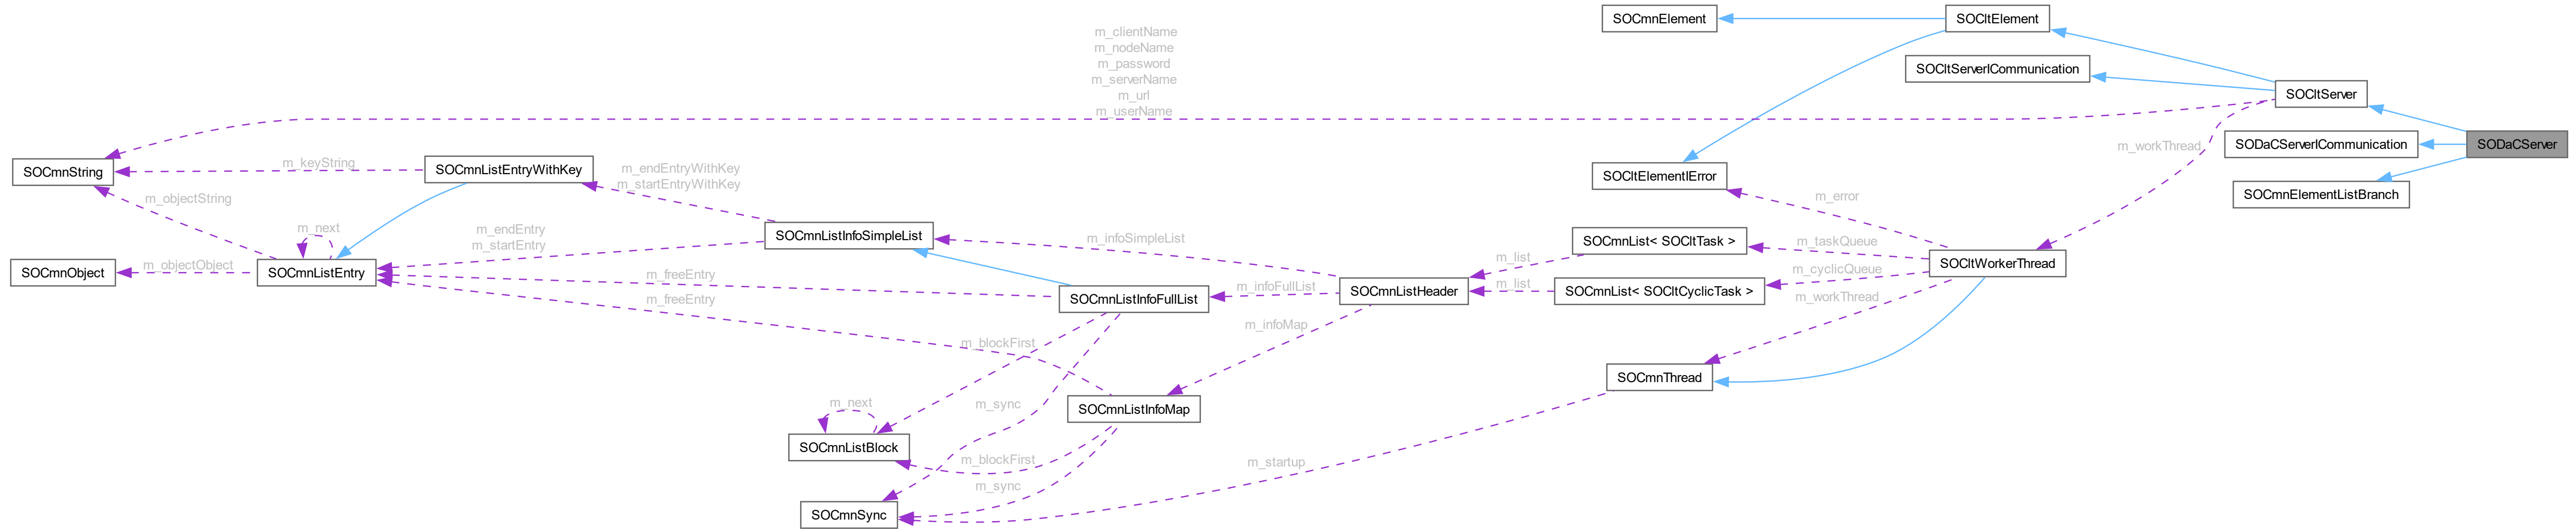 SOCmnElement
SOCltElement
m_clientName
m_nodeName
m_password
m_serverName
m_url
m_userName
SOCltServerICommunication
SOCltServer
SODaCServerICommunication
SODaCServer
m_workThread
SOCmnString
m_keyString
SOCmnListEntryWithKey
m_endEntryWithKey
m_startEntryWithKey
SOCltElementIError
SOCmnElementListBranch
m_objectString
m_error
m_next
m_endEntry
m_startEntry
SOCmnListInfoSimpleList
m_infoSimpleList
SOCmnList< SOCltTask >
m_taskQueue
SOCmnObject
m_objectObject
SOCmnListEntry
m_freeEntry
m_list
m_cyclicQueue
SOCltWorkerThread
m_freeEntry
SOCmnListInfoFullList
m_infoFullList
SOCmnListHeader
m_list
SOCmnList< SOCltCyclicTask >
m_workThread
m_infoMap
m_blockFirst
SOCmnThread
m_next
m_sync
SOCmnListInfoMap
SOCmnListBlock
m_blockFirst
m_startup
m_sync
SOCmnSync